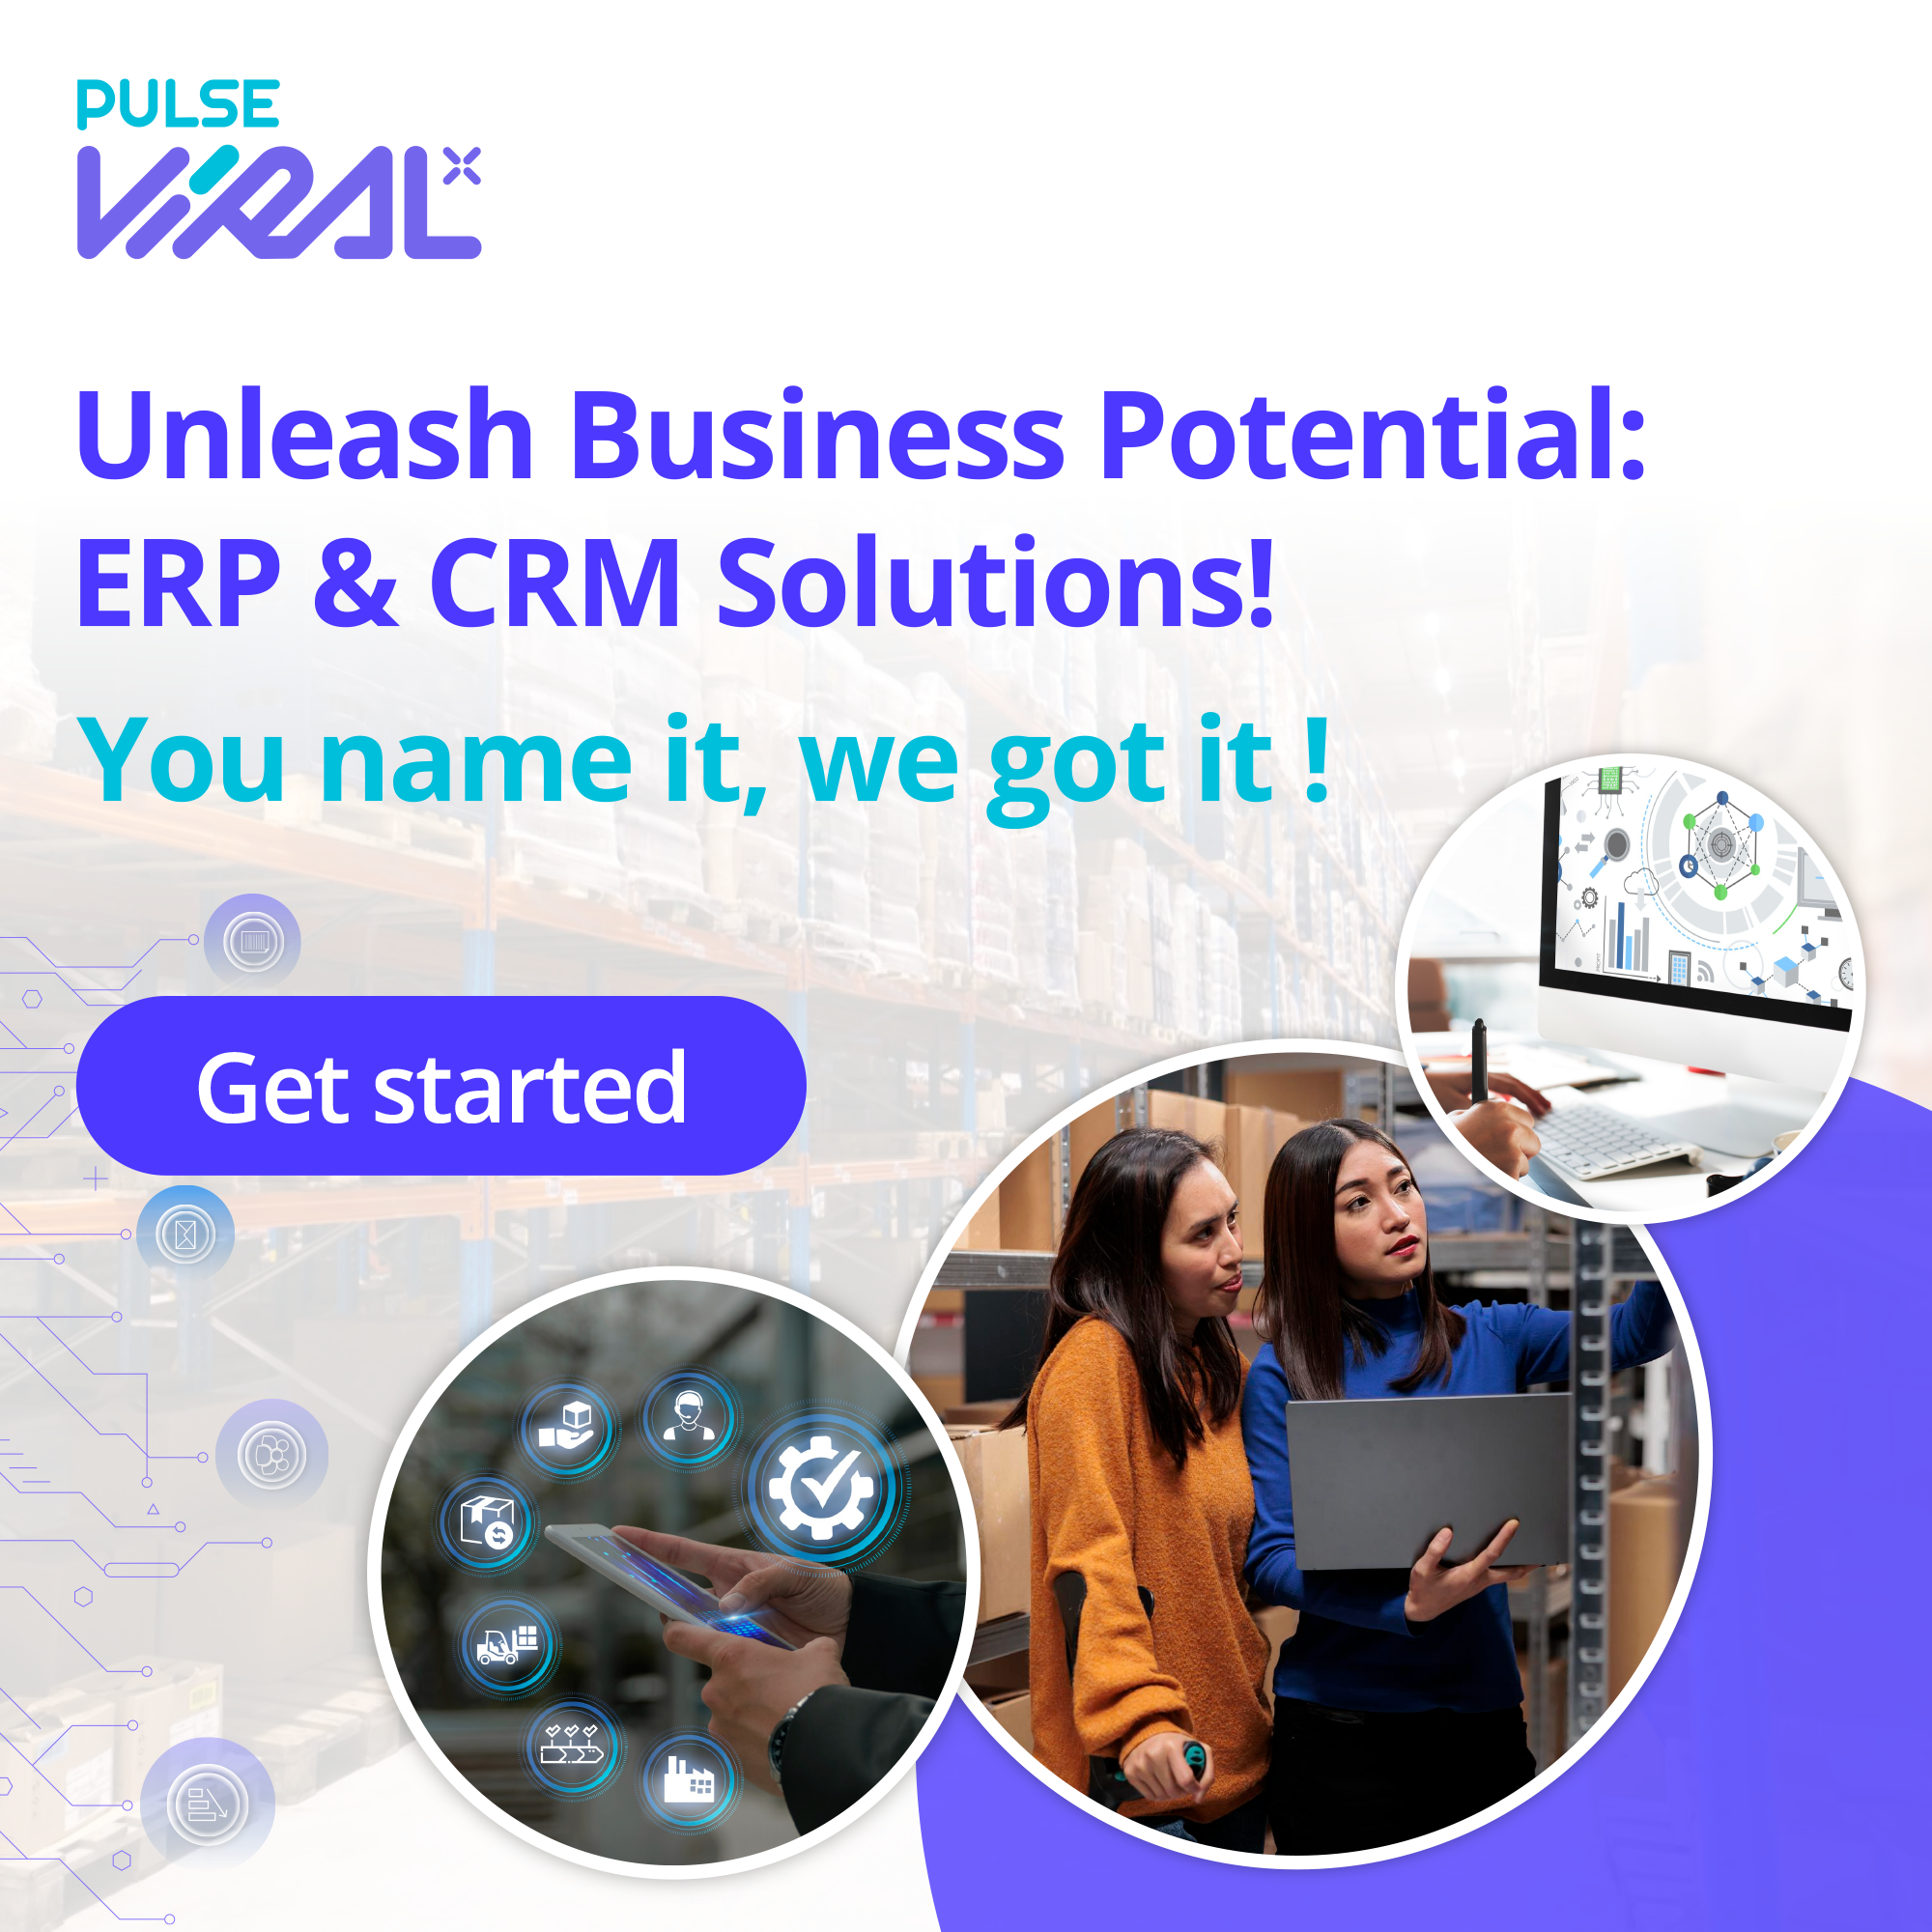 PULSE
ViRAL
Unleash Business Potential:
ERP & CRM Solutions!
You name it, we got it !
Get started